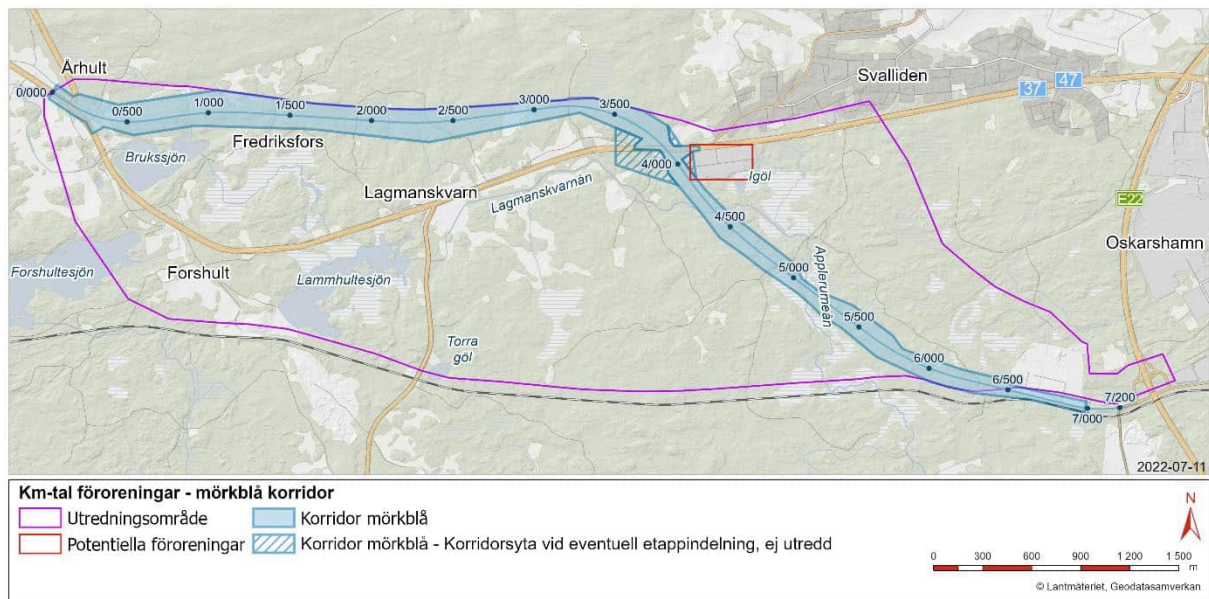 Århult
Svalliden
0/000
0/500
1/000
1/500
2/000
2/500
3/000
3/500
37
47
Fredriksfors
Brukssjön
4/000
Igöl
Lagmanskvarn
Lagmanskvarnån
E22
4/500
Oskarshamn
Forshultesjön
Forshult
Lammhultesjön
5/000
Applerumeån
5/500
Torra
göl
6/000
6/500
7/000
7/200
2022-07-11
Km-tal föroreningar - mörkblå korridor
Utredningsområde
Korridor mörkblå
Potentiella föroreningar
Korridor mörkblå - Korridorsyta vid eventuell etappindelning, ej utredd
N
0 300 600 900 1 200 1 500
m
© Lantmäteriet, Geodatasamverkan